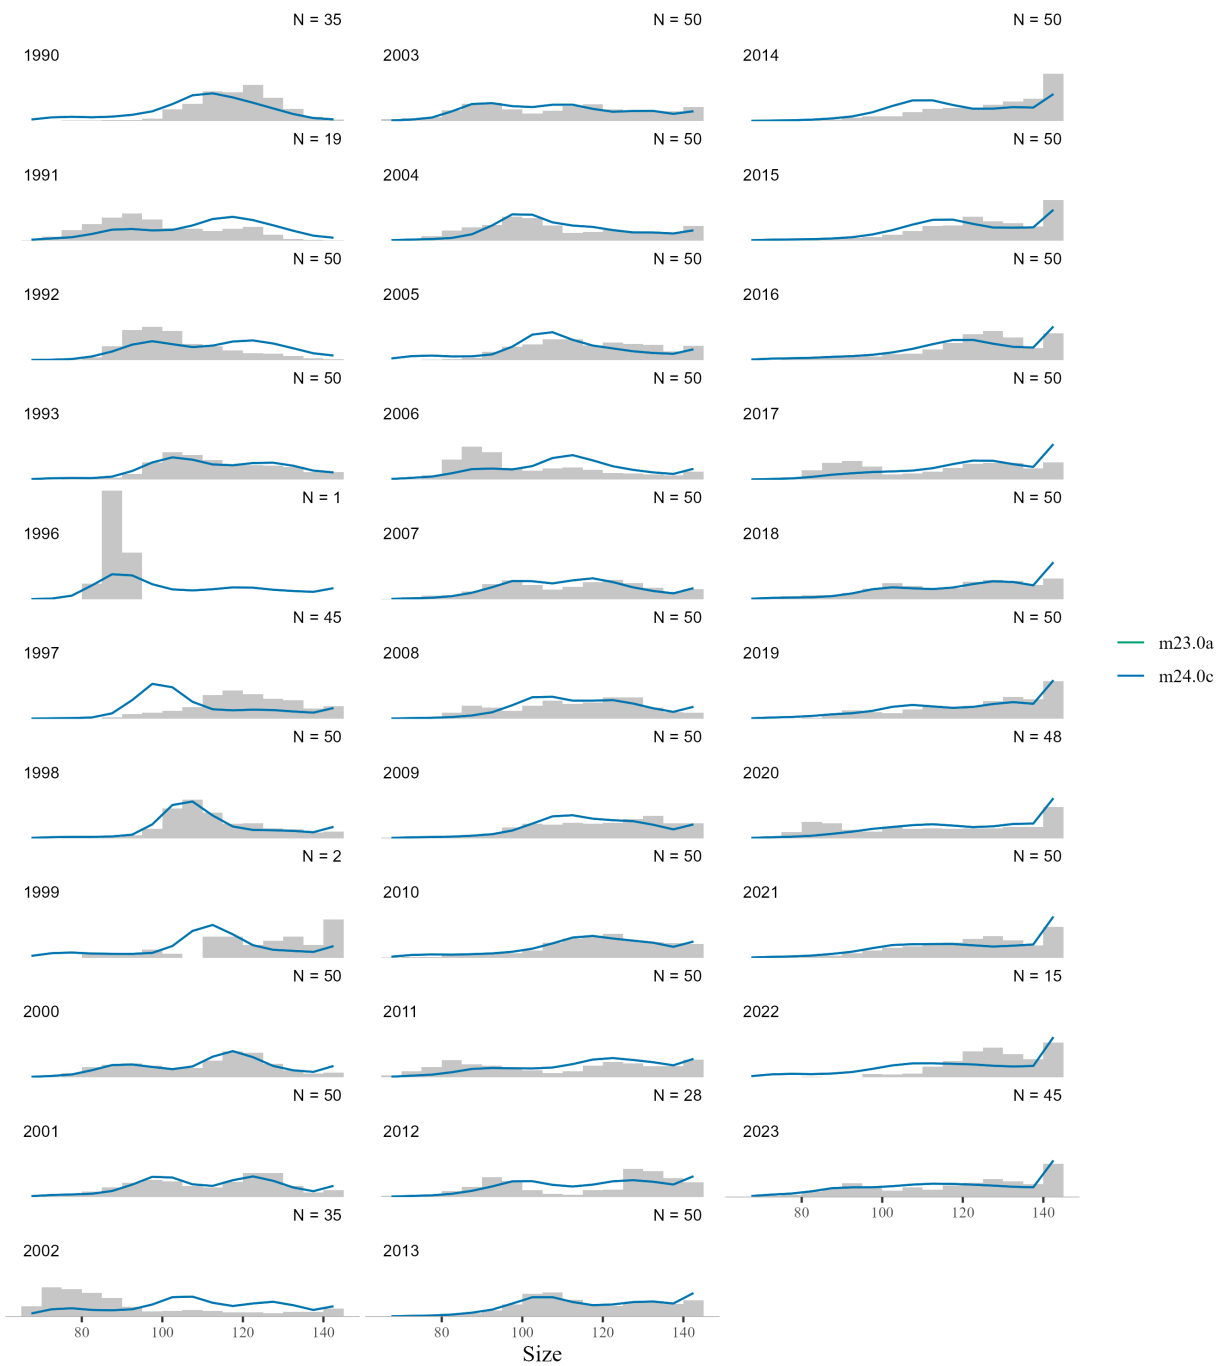 N = 35
1990
N = 19
1991
N = 50
1992
N = 50
1993
N = 1
1996
N = 45
1997
N = 50
1998
N = 2
1999
N = 50
2000
N = 50
2001
N = 35
2002
80 100 120 140
N = 50
2003
N = 50
2004
N = 50
2005
N = 50
2006
N = 50
2007
N = 50
2008
N = 50
2009
N = 50
2010
N = 50
2011
N = 28
2012
N = 50
2013
80 100 120 140
N = 50
2014
N = 50
2015
N = 50
2016
N = 50
2017
N = 50
2018
N = 50
2019
N = 48
2020
N = 50
2021
N = 15
2022
N = 45
2023
80 100 120 140
Size
m23.0a
m24.0c